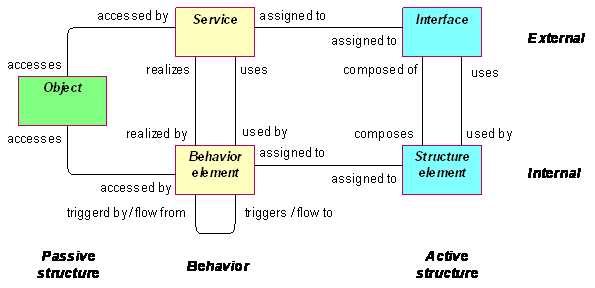 accessed by
Service
assigned to
Interface
External
assigned to
accesses
realizes
uses
composed of
uses
Object
accesses
realized by
used by
composes
used by
Behavior
element
assigned to
Structure
element
Internal
accessed by
assigned to
triggerd by/flow from
triggers /flow to
Passive
structure
Behavior
Active
structure